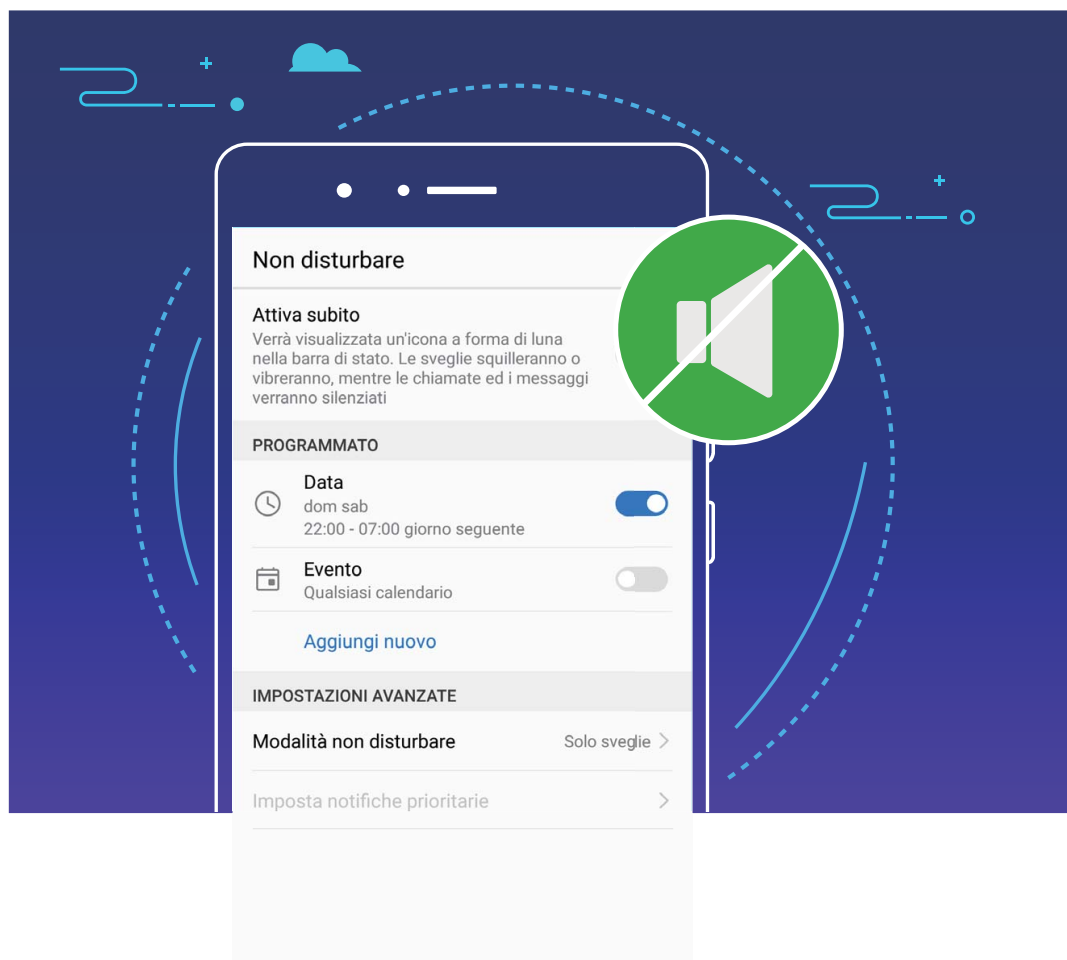 Non disturbare
Attiva subito
Verrà visualizzata un'icona a forma di luna
nella barra di stato. Le sveglie squilleranno o
vibreranno, mentre le chiamate ed i messaggi
verranno silenziati
PROGRAMMATO
Data
dom sab
22:00 - 07:00 giorno seguente
Evento
Qualsiasi calendario
Aggiungi nuovo
IMPOSTAZIONI AVANZATE
Modalità non disturbare Solo sveglie
Imposta notifiche prioritarie